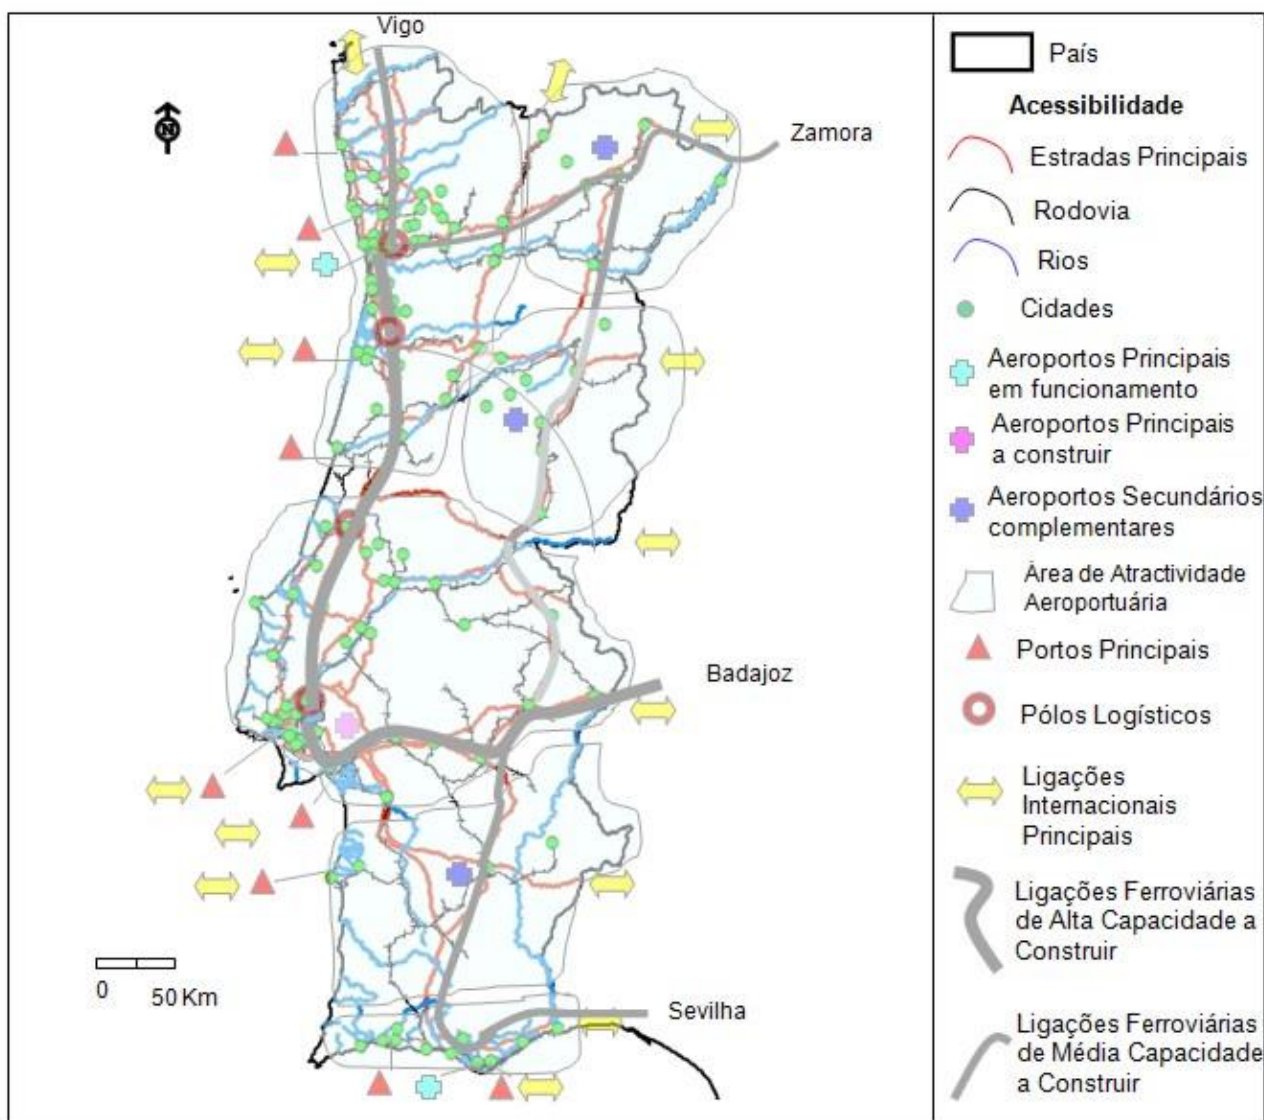 Vigo
Zamora
Badajoz
Sevilha
N
0 50 Km
País
Acessibilidade
Estradas Principais
Rodovia
Rios
Cidades
Aeroportos Principais
em funcionamento
Aeroportos Principais
a construir
Aeroportos Secundários
complementares
Área de Atractividade
Aeroportuária
Portos Principais
Pólos Logísticos
Ligações
Internacionais
Principais
Ligações Ferroviárias
de Alta Capacidade a
Construir
Ligações Ferroviárias
de Média Capacidade
a Construir